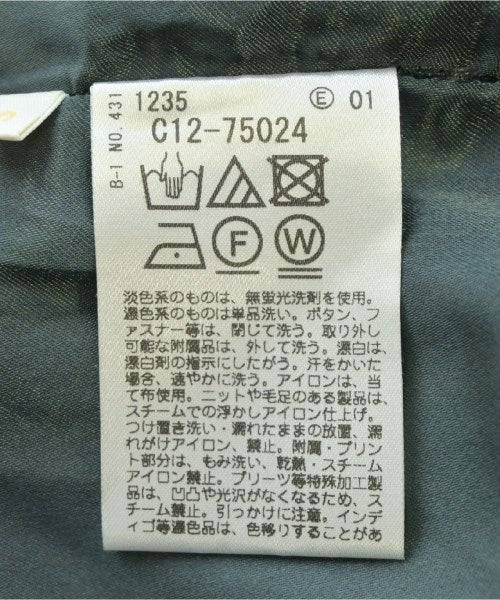 B-1 NO. 431
1235 Ⓔ 01
C12-75024
F W
淡色系のものは、無蛍光洗剤を使用。
濃色系のものは単品洗い。ボタン、フ
ァスナー等は、閉じて洗う。取り外し
可能な附属品は、外して洗う。漂白は、
漂白剤の指示にしたがう。汗をかいた
場合、速やかに洗う。アイロンは、当
て布使用。ニットや毛足のある製品は、
スチームでの浮かしアイロン仕上げ。
つけ置き洗い・濡れたままの放置、濡
れがけアイロン、禁止。附属・プリン
ト部分は、もみ洗い、乾熱・スチーム
アイロン禁止。プリーツ等特殊加工製
品は、凹凸や光沢がなくなるため、ス
チーム禁止。引っかけに注意。インデ
ィゴ等濃色品は、色移りすることがあ